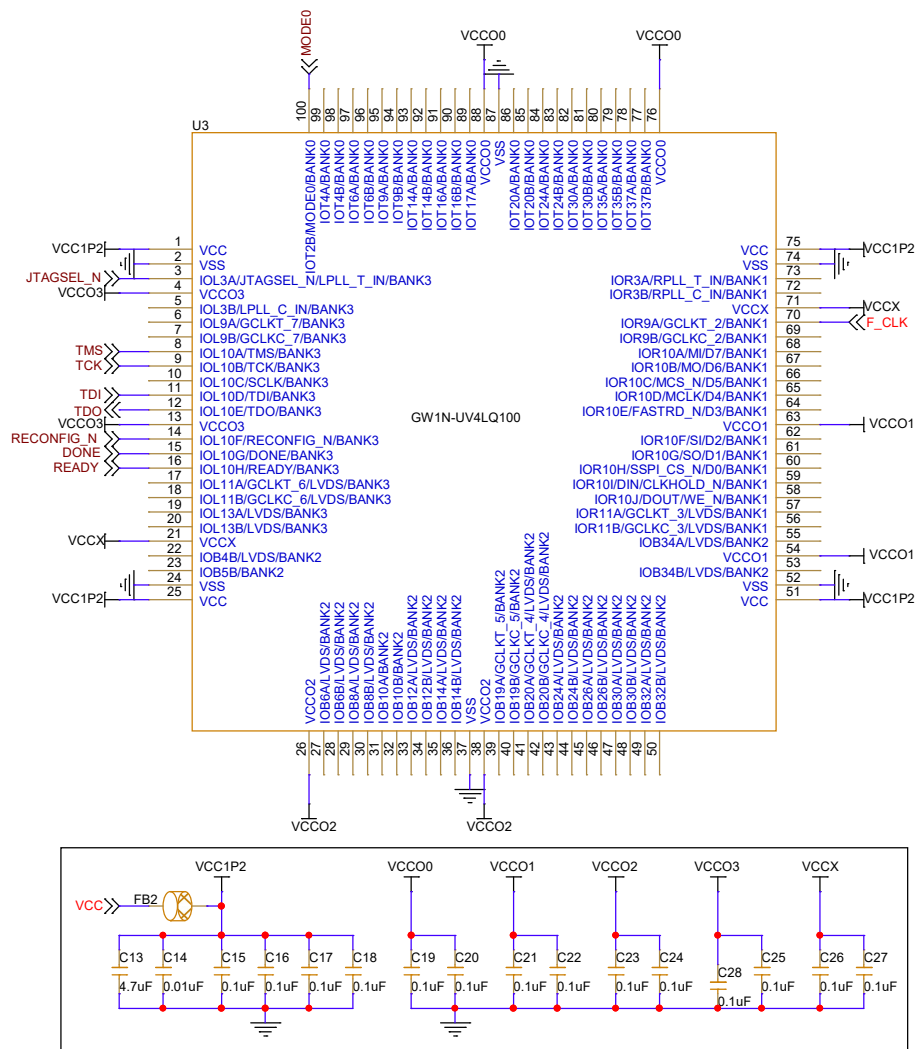 MODE0
VCCO0
VCCO0
100
99
98
97
96
95
94
93
92
91
90
89
88
87
86
85
84
83
82
81
80
79
78
77
76
U3
IOT2B/MODE0/BANK0
IOT4A/BANK0
IOT4B/BANK0
IOT6A/BANK0
IOT6B/BANK0
IOT9A/BANK0
IOT9B/BANK0
IOT14A/BANK0
IOT14B/BANK0
IOT16A/BANK0
IOT16B/BANK0
IOT17A/BANK0
VCCO0
VSS
IOT20A/BANK0
IOT20B/BANK0
IOT24A/BANK0
IOT24B/BANK0
IOT30A/BANK0
IOT30B/BANK0
IOT35A/BANK0
IOT35B/BANK0
IOT37A/BANK0
IOT37B/BANK0
VCCO0
VCC1P2 1 VCC
2 VSS
JTAGSEL_N 3 IOL3A/JTAGSEL_N/LPLL_T_IN/BANK3
VCCO3 4 VCCO3
5 IOL3B/LPLL_C_IN/BANK3
6 IOL9A/GCLKT_7/BANK3
7 IOL9B/GCLKC_7/BANK3
TMS 8 IOL10A/TMS/BANK3
TCK 9 IOL10B/TCK/BANK3
10 IOL10C/SCLK/BANK3
TDI 11 IOL10D/TDI/BANK3
TDO 12 IOL10E/TDO/BANK3
VCCO3 13 VCCO3
RECONFIG_N 14 IOL10F/RECONFIG_N/BANK3
DONE 15 IOL10G/DONE/BANK3
READY 16 IOL10H/READY/BANK3
17 IOL11A/GCLKT_6/LVDS/BANK3
18 IOL11B/GCLKC_6/LVDS/BANK3
19 IOL13A/LVDS/BANK3
20 IOL13B/LVDS/BANK3
VCCX 21 VCCX
22 IOB4B/LVDS/BANK2
23 IOB5B/BANK2
24 VSS
VCC1P2 25 VCC
GW1N-UV4LQ100
VCC 75 VCC1P2
VSS 74
IOR3A/RPLL_T_IN/BANK1 73
IOR3B/RPLL_C_IN/BANK1 72
VCCX 71 VCCX
IOR9A/GCLKT_2/BANK1 70 F_CLK
IOR9B/GCLKC_2/BANK1 69
IOR10A/MI/D7/BANK1 68
IOR10B/MO/D6/BANK1 67
IOR10C/MCS_N/D5/BANK1 66
IOR10D/MCLK/D4/BANK1 65
IOR10E/FASTRD_N/D3/BANK1 64
VCCO1 63 VCCO1
IOR10F/SI/D2/BANK1 62
IOR10G/SO/D1/BANK1 61
IOR10H/SSPI_CS_N/D0/BANK1 60
IOR10I/DIN/CLKHOLD_N/BANK1 59
IOR10J/DOUT/WE_N/BANK1 58
IOR11A/GCLKT_3/LVDS/BANK1 57
IOR11B/GCLKC_3/LVDS/BANK1 56
IOB34A/LVDS/BANK2 55
VCCO1 54 VCCO1
IOB34B/LVDS/BANK2 53
VSS 52
VCC 51 VCC1P2
VCCO2
IOB6A/LVDS/BANK2
IOB6B/LVDS/BANK2
IOB8A/LVDS/BANK2
IOB8B/LVDS/BANK2
IOB10A/BANK2
IOB10B/BANK2
IOB12A/LVDS/BANK2
IOB12B/LVDS/BANK2
IOB14A/LVDS/BANK2
IOB14B/LVDS/BANK2
VSS
VCCO2
IOB19A/GCLKT_5/BANK2
IOB19B/GCLKC_5/BANK2
IOB20A/GCLKT_4/LVDS/BANK2
IOB20B/GCLKC_4/LVDS/BANK2
IOB24A/LVDS/BANK2
IOB24B/LVDS/BANK2
IOB26A/LVDS/BANK2
IOB26B/LVDS/BANK2
IOB30A/LVDS/BANK2
IOB30B/LVDS/BANK2
IOB32A/LVDS/BANK2
IOB32B/LVDS/BANK2
26
27
28
29
30
31
32
33
34
35
36
37
38
39
40
41
42
43
44
45
46
47
48
49
50
VCCO2
VCCO2
VCC1P2 VCCO0 VCCO1 VCCO2 VCCO3 VCCX
VCC FB2
C13 C14 C15 C16 C17 C18 C19 C20 C21 C22 C23 C24 C28 C25 C26 C27
4.7uF 0.01uF 0.1uF 0.1uF 0.1uF 0.1uF 0.1uF 0.1uF 0.1uF 0.1uF 0.1uF 0.1uF 0.1uF 0.1uF 0.1uF 0.1uF